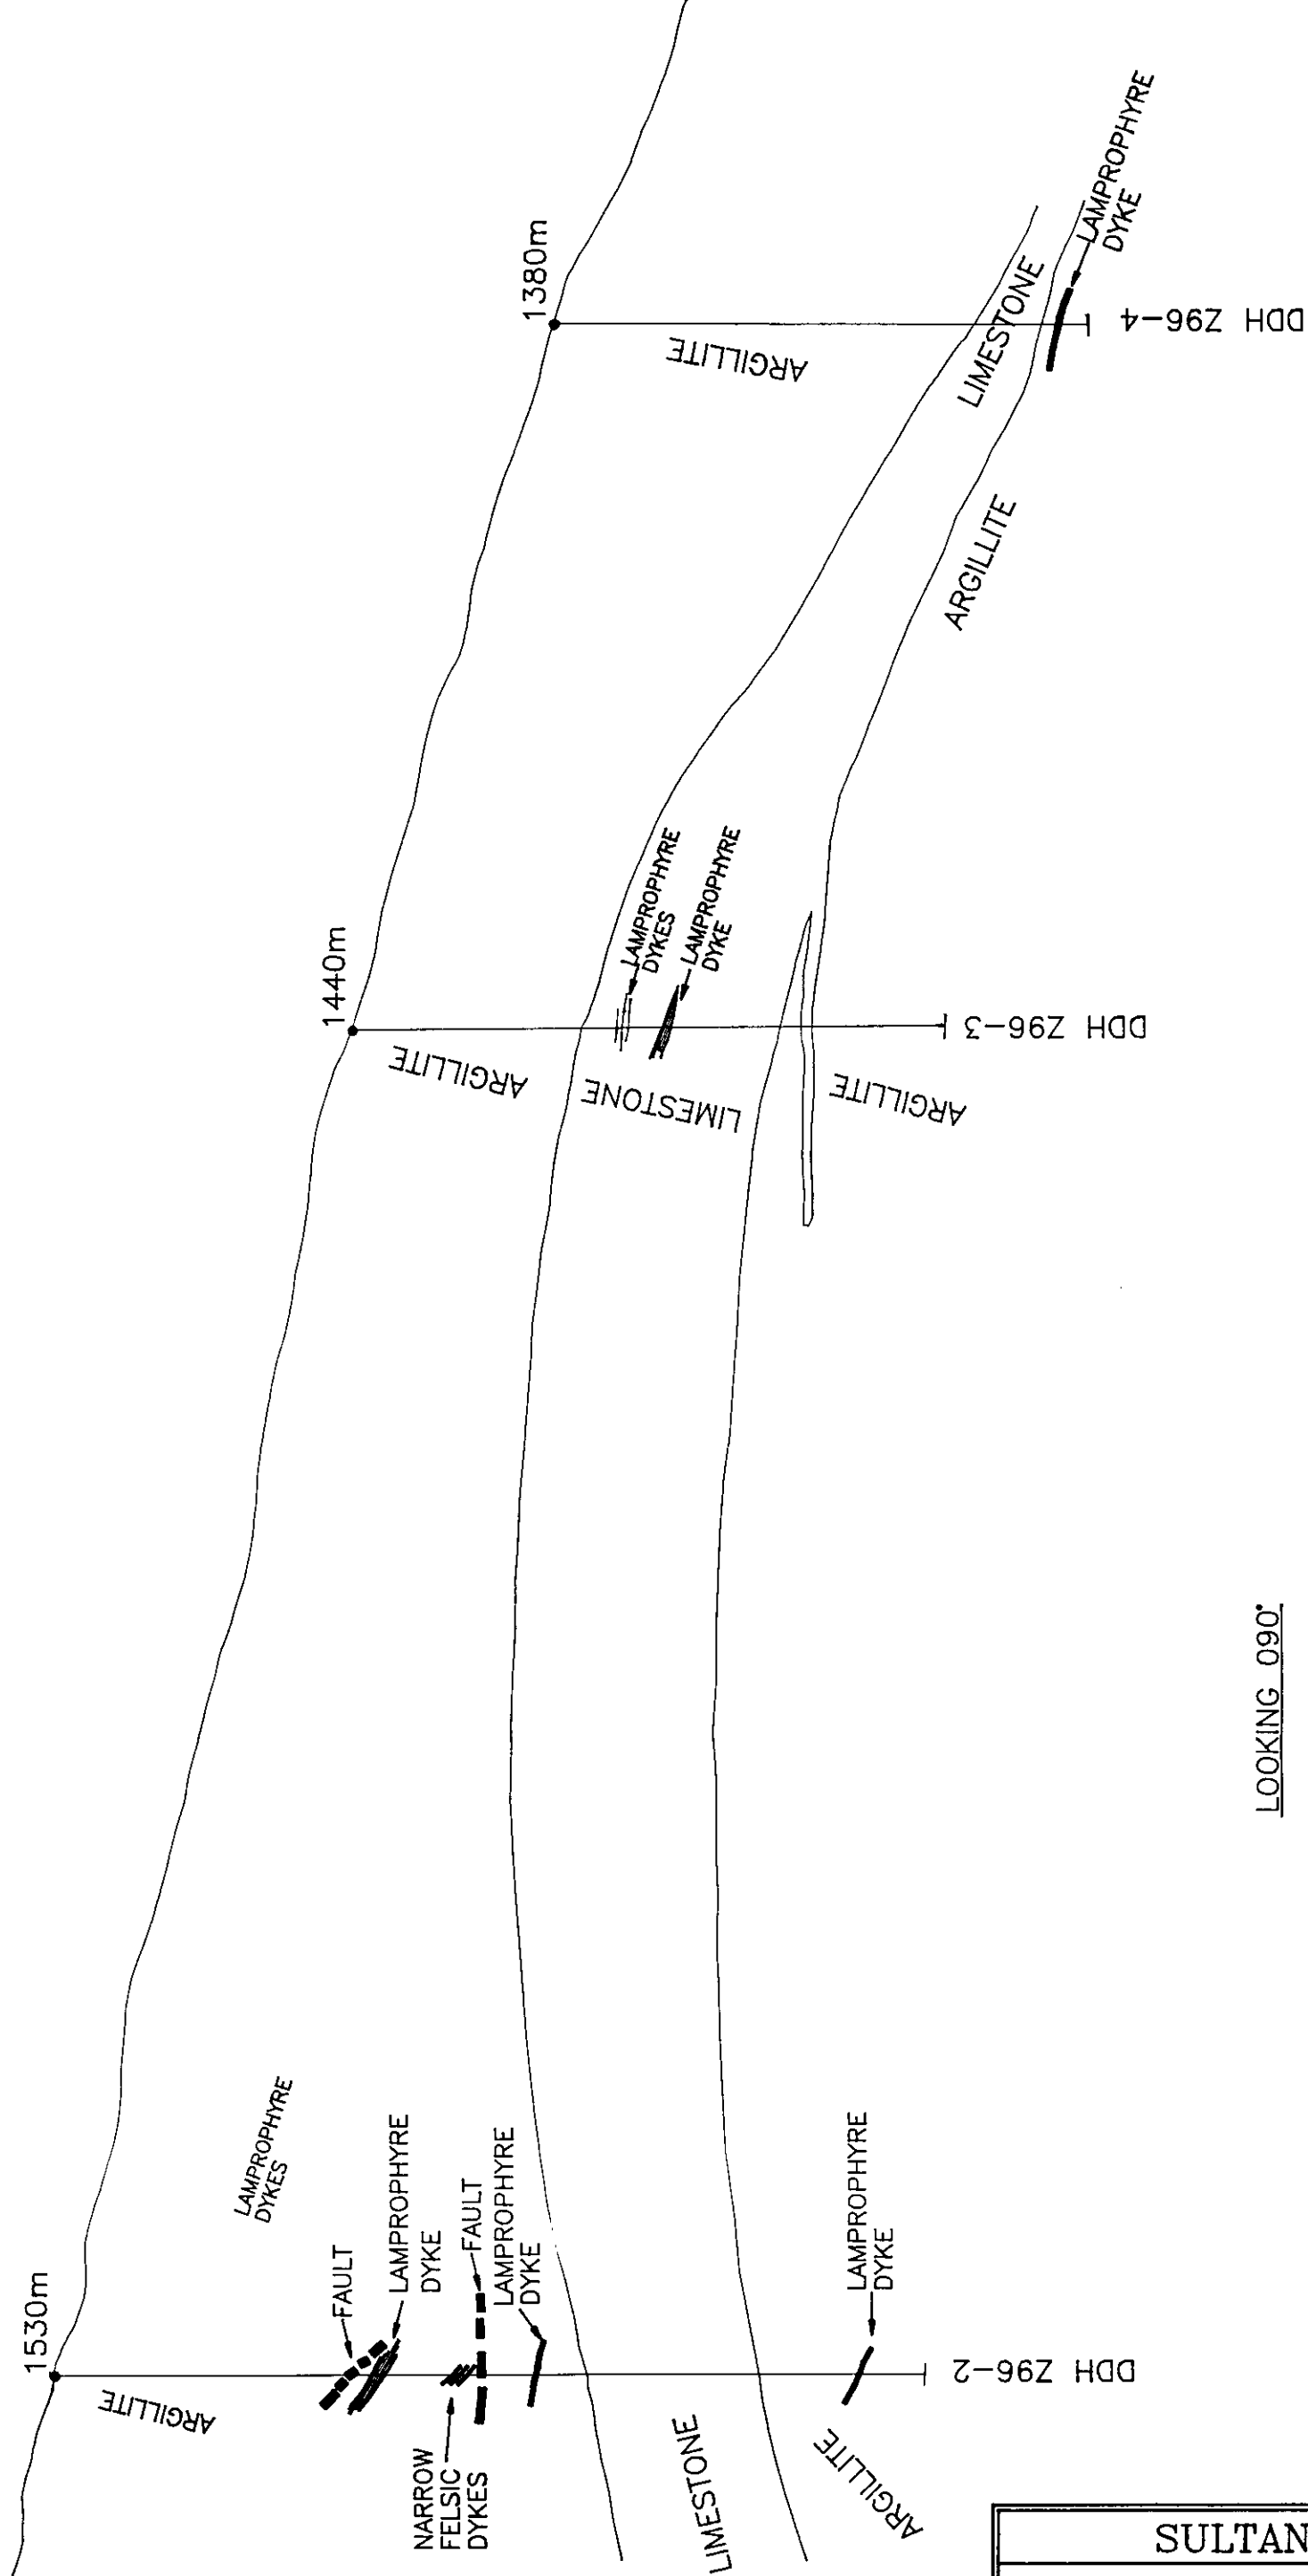 1380m
LAMPROPHYRE
DYKE
ARGILLITE
LIMESTONE
DDH Z96-4
ARGILLITE
1440m
LAMPROPHYRE
DYKES
LAMPROPHYRE
DYKE
ARGILLITE
LIMESTONE
ARGILLITE
DDH Z96-3
LOOKING 090°
1530m
LAMPROPHYRE
DYKES
FAULT
LAMPROPHYRE
DYKE
FAULT
LAMPROPHYRE
DYKE
LAMPROPHYRE
DYKE
ARGILLITE
NARROW
FELSIC
DYKES
LIMESTONE
ARGILLITE
DDH Z96-2
SULTAN